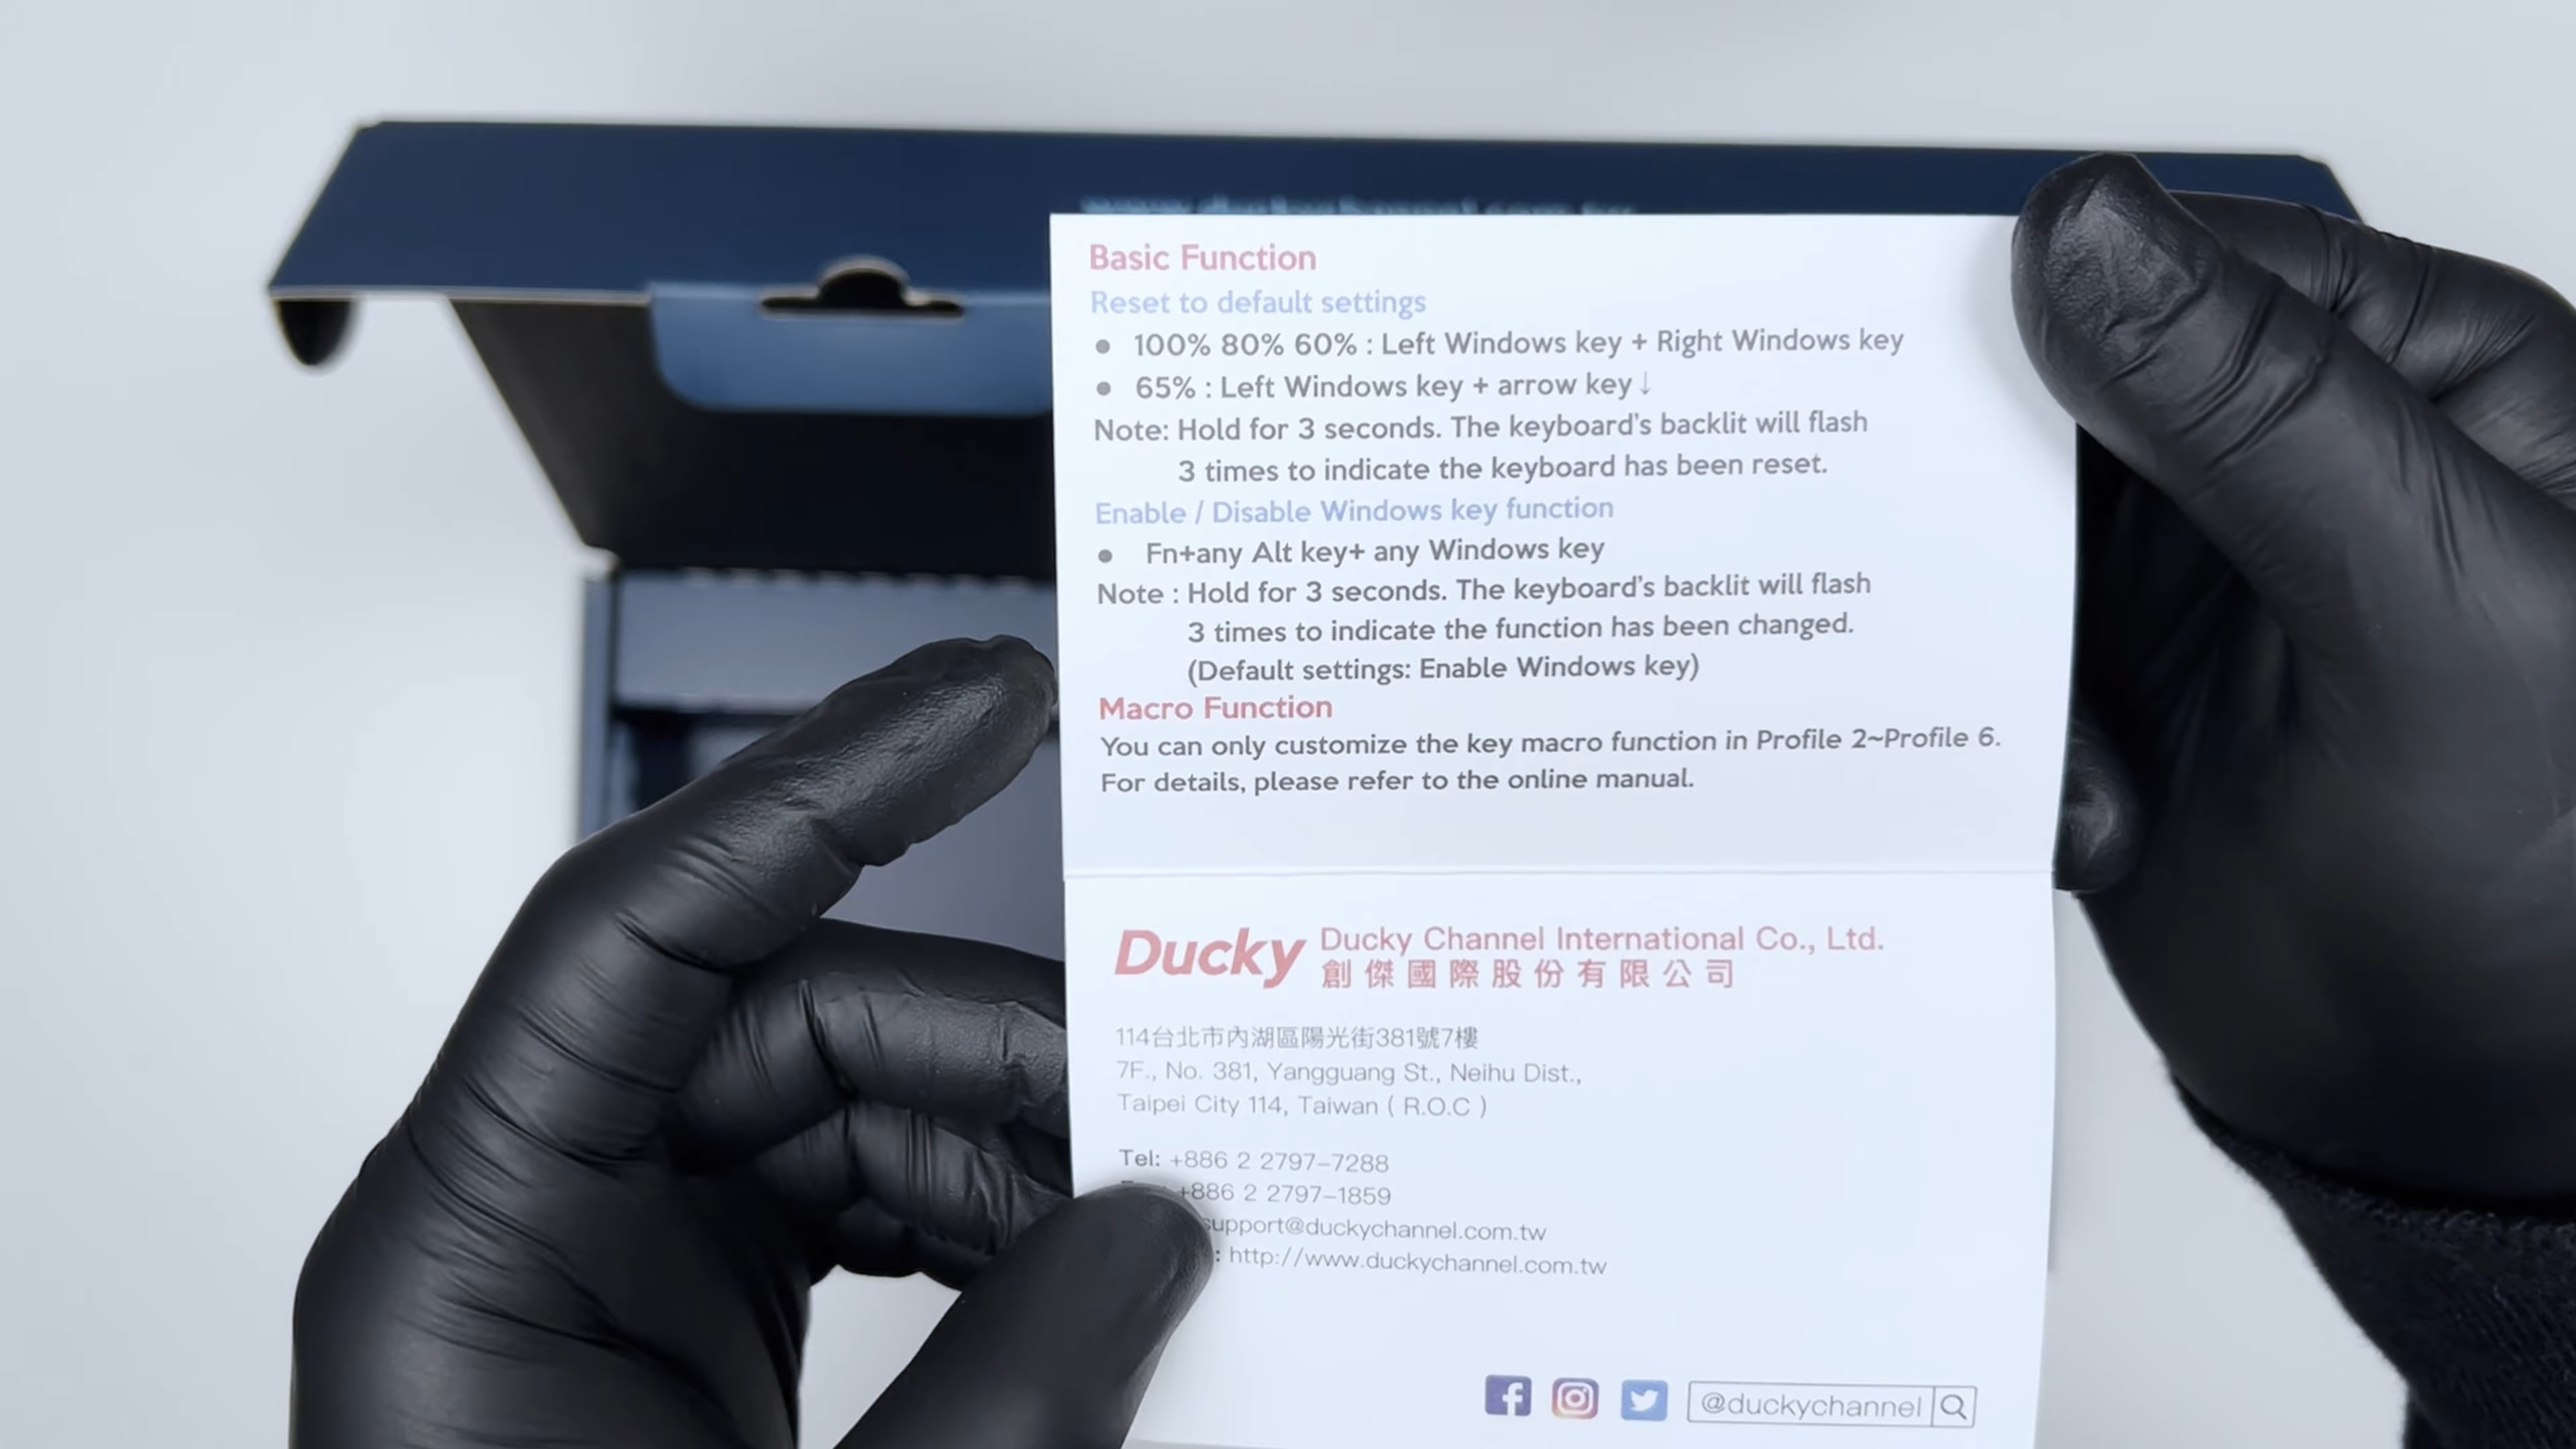 Basic Function
Reset to default settings
● 100% 80% 60% : Left Windows key + Right Windows key
● 65% : Left Windows key + arrow key↓
Note: Hold for 3 seconds. The keyboard's backlit will flash
3 times to indicate the keyboard has been reset.
Enable / Disable Windows key function
● Fn+any Alt key+ any Windows key
Note : Hold for 3 seconds. The keyboard's backlit will flash
3 times to indicate the function has been changed.
(Default settings: Enable Windows key)
Macro Function
You can only customize the key macro function in Profile 2~Profile 6.
For details, please refer to the online manual.
Ducky Ducky Channel International Co., Ltd.
創傑國際股份有限公司
114台北市內湖區陽光街381號7樓
7F., No. 381, Yangguang St., Neihu Dist.,
Taipei City 114, Taiwan ( R.O.C )
Tel: +886 2 2797-7288
+886 2 2797-1859
support@duckychannel.com.tw
: http://www.duckychannel.com.tw
@duckychannel